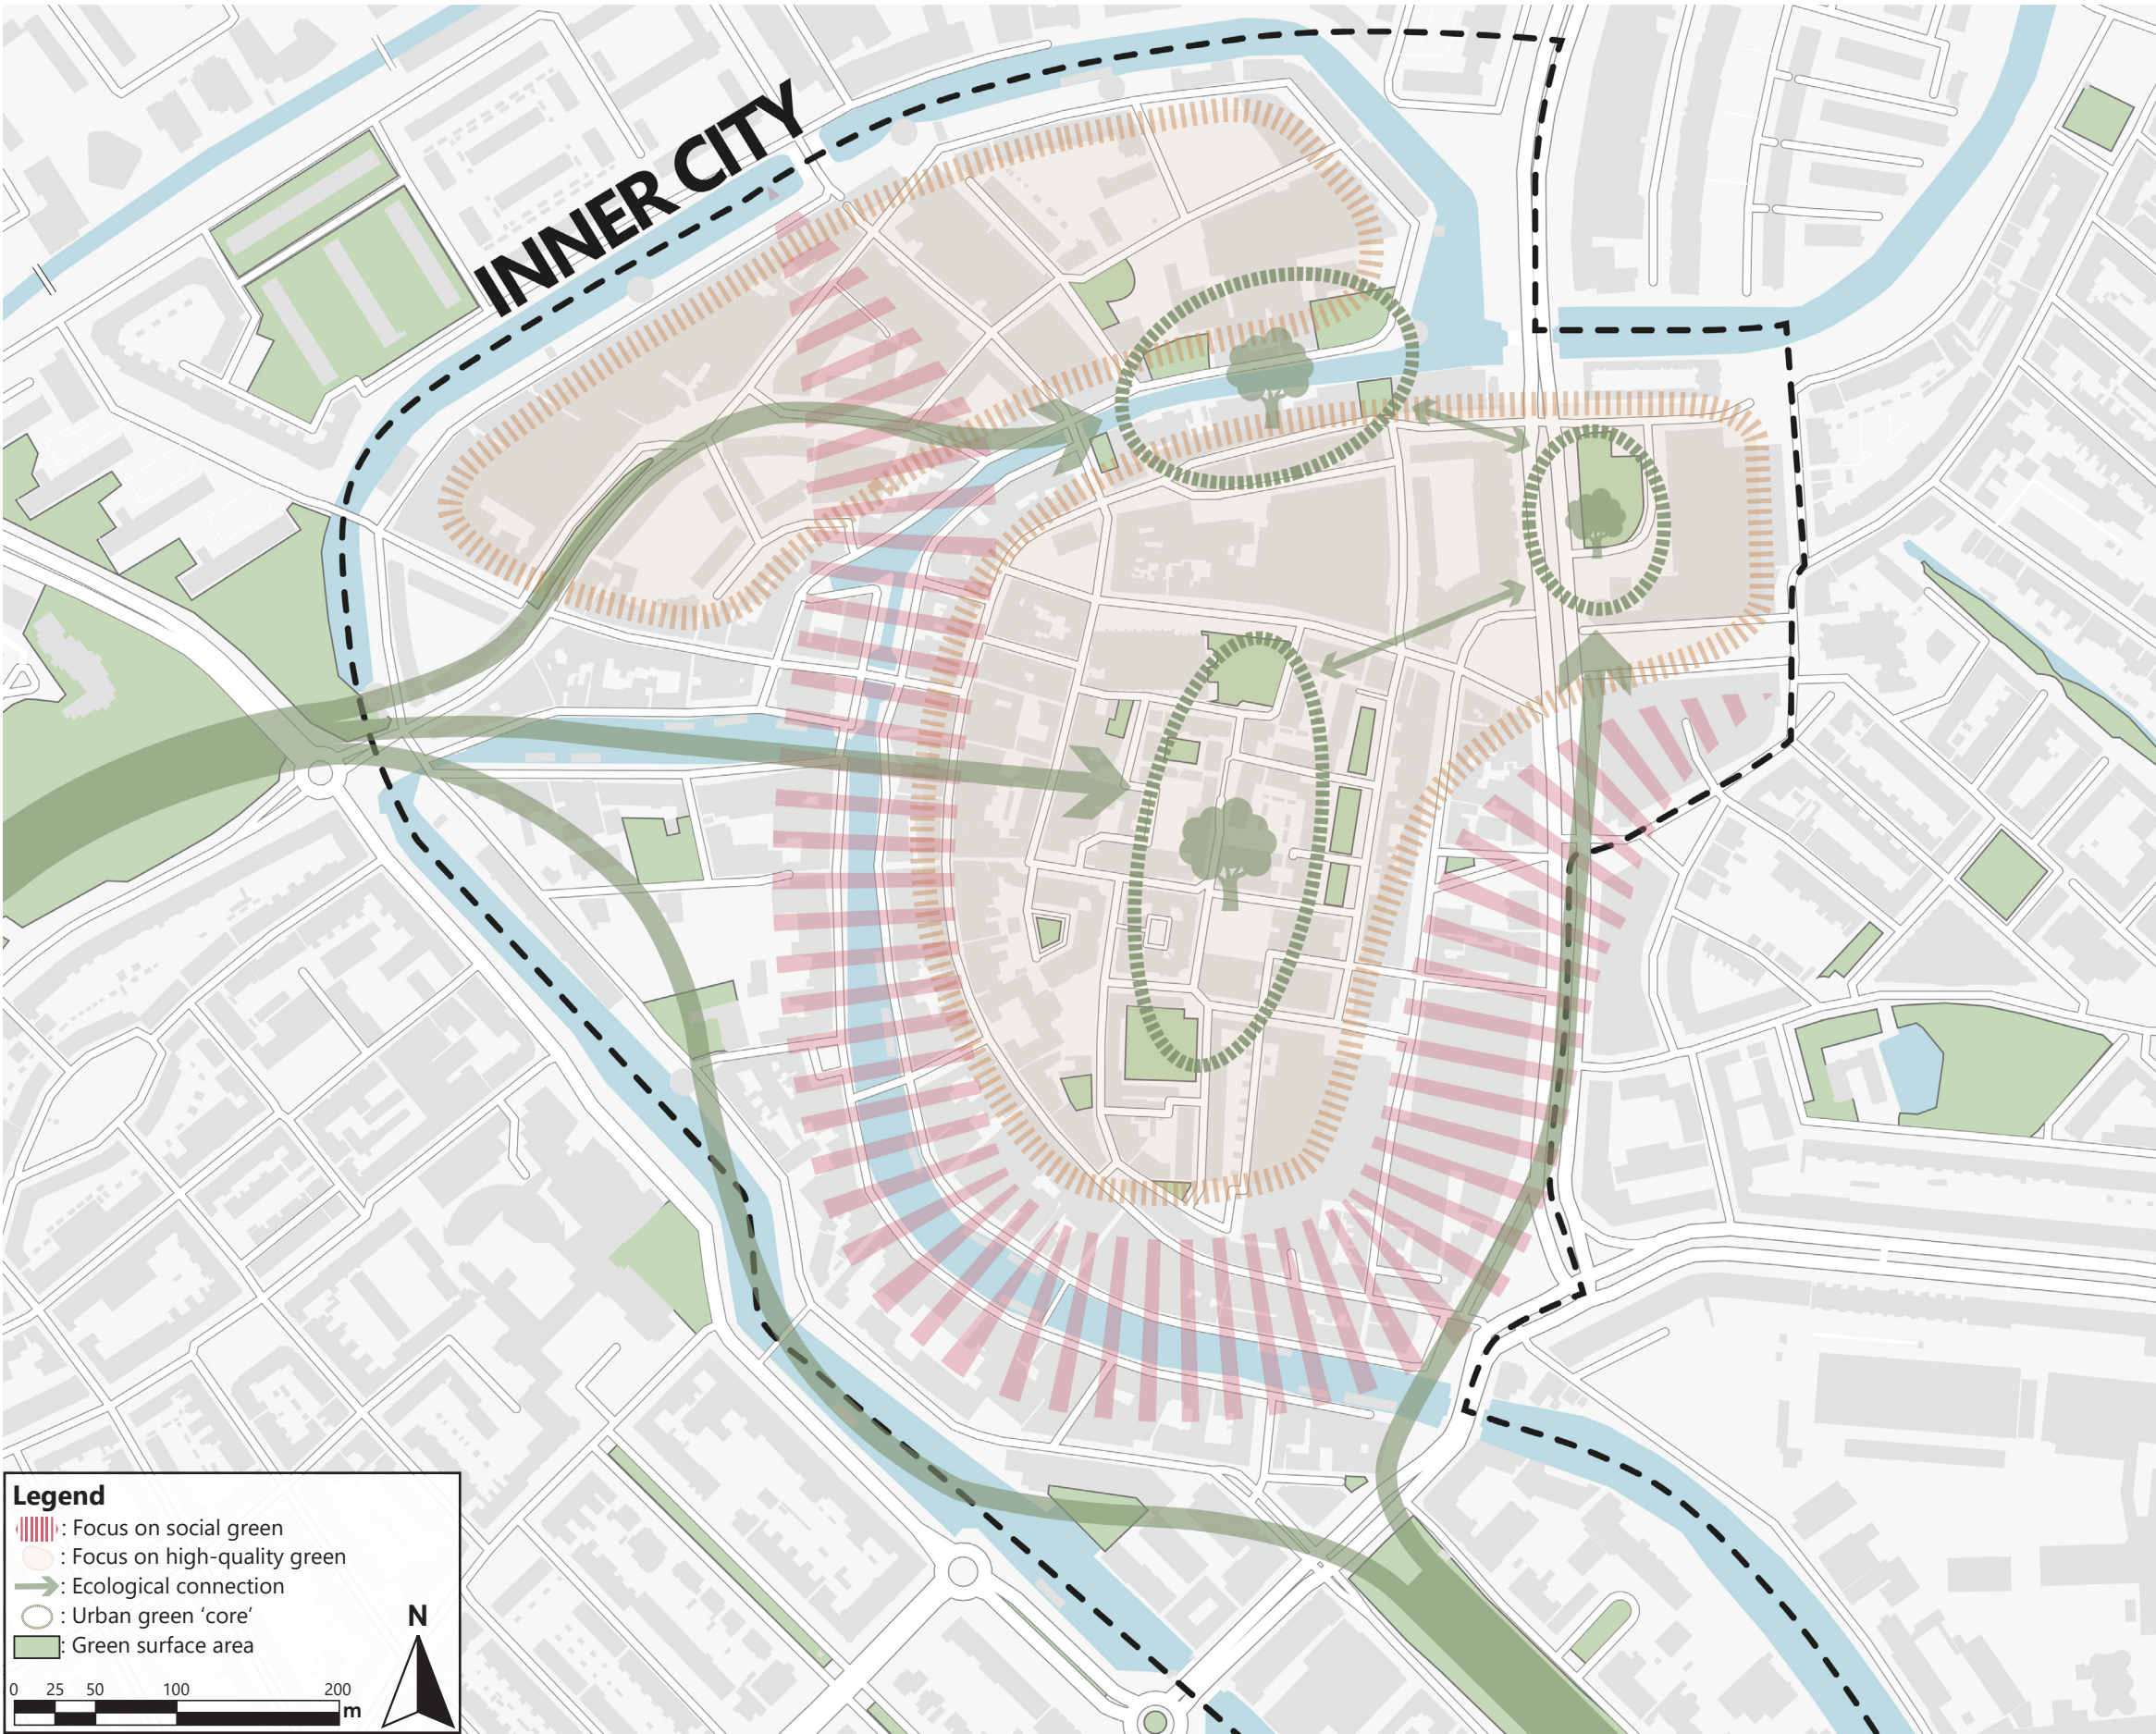 INNER CITY
Legend
: Focus on social green
: Focus on high-quality green
: Ecological connection
: Urban green ‘core’
: Green surface area
N
0 25 50 100 200
m